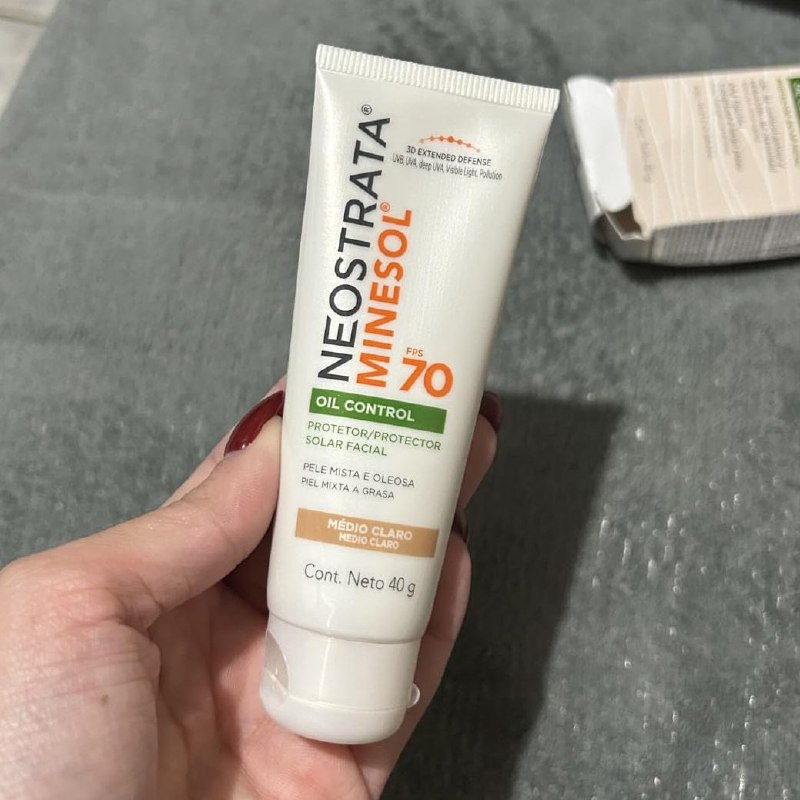 NEOSTRATA®
MINESOL®
3D EXTENDED DEFENSE
UVB, UVA, deep UVA, Visible Light, Pollution
FPS
70
OIL CONTROL
PROTETOR/PROTECTOR
SOLAR FACIAL
PELE MISTA E OLEOSA
PIEL MIXTA A GRASA
MÉDIO CLARO
MEDIO CLARO
Cont. Neto 40 g